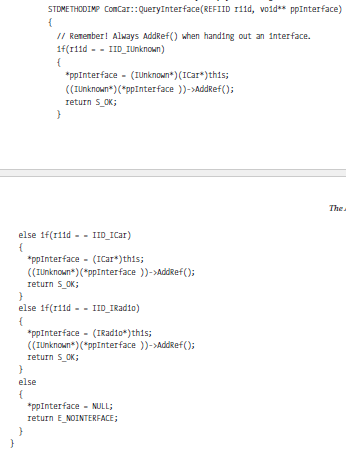 STDMETHODIMP ComCar::QueryInterface(REFIID riid, void** ppInterface)
{
// Remember! Always AddRef() when handing out an interface.
if(riid = = IID_IUnknown)
{
*ppInterface = (IUnknown*)(ICar*)this;
((IUnknown*)(*ppInterface ))->AddRef();
return S_OK;
}
The
else if(riid = = IID_ICar)
{
*ppInterface = (ICar*)this;
((IUnknown*)(*ppInterface ))->AddRef();
return S_OK;
}
else if(riid = = IID_IRadio)
{
*ppInterface = (IRadio*)this;
((IUnknown*)(*ppInterface ))->AddRef();
return S_OK;
}
else
{
*ppInterface = NULL;
return E_NOINTERFACE;
}
}